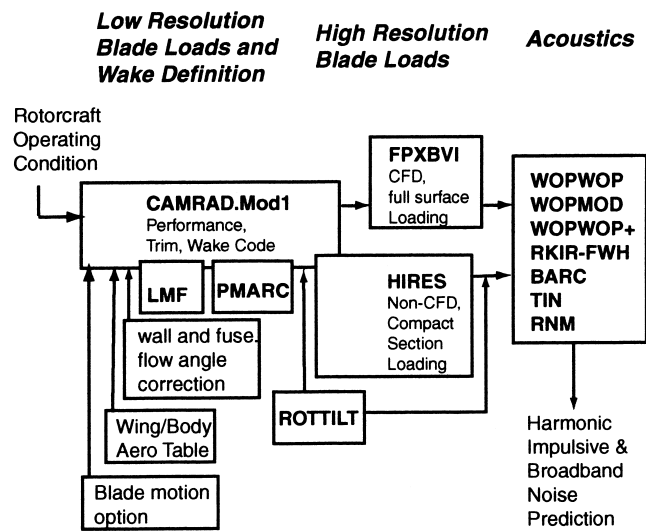 Low Resolution
Blade Loads and
Wake Definition
High Resolution
Blade Loads
Acoustics
Rotorcraft
Operating
Condition
CAMRAD.Mod1
Performance,
Trim, Wake Code
LMF
PMARC
wall and fuse.
flow angle
correction
Wing/Body
Aero Table
Blade motion
option
FPXBVI
CFD,
full surface
Loading
HIRES
Non-CFD,
Compact
Section
Loading
ROTTILT
WOPWOP
WOPMOD
WOPWOP+
RKIR-FWH
BARC
TIN
RNM
Harmonic
Impulsive &
Broadband
Noise
Prediction